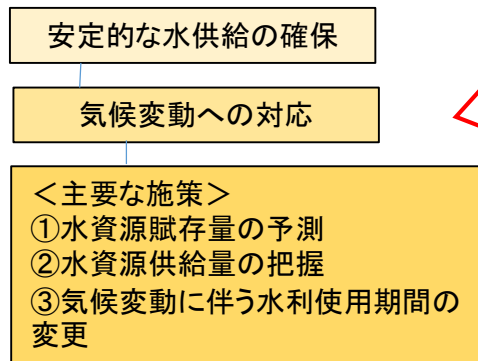 安定的な水供給の確保
気候変動への対応
＜主要な施策＞
①水資源賦存量の予測
②水資源供給量の把握
③気候変動に伴う水利使用期間の
変更